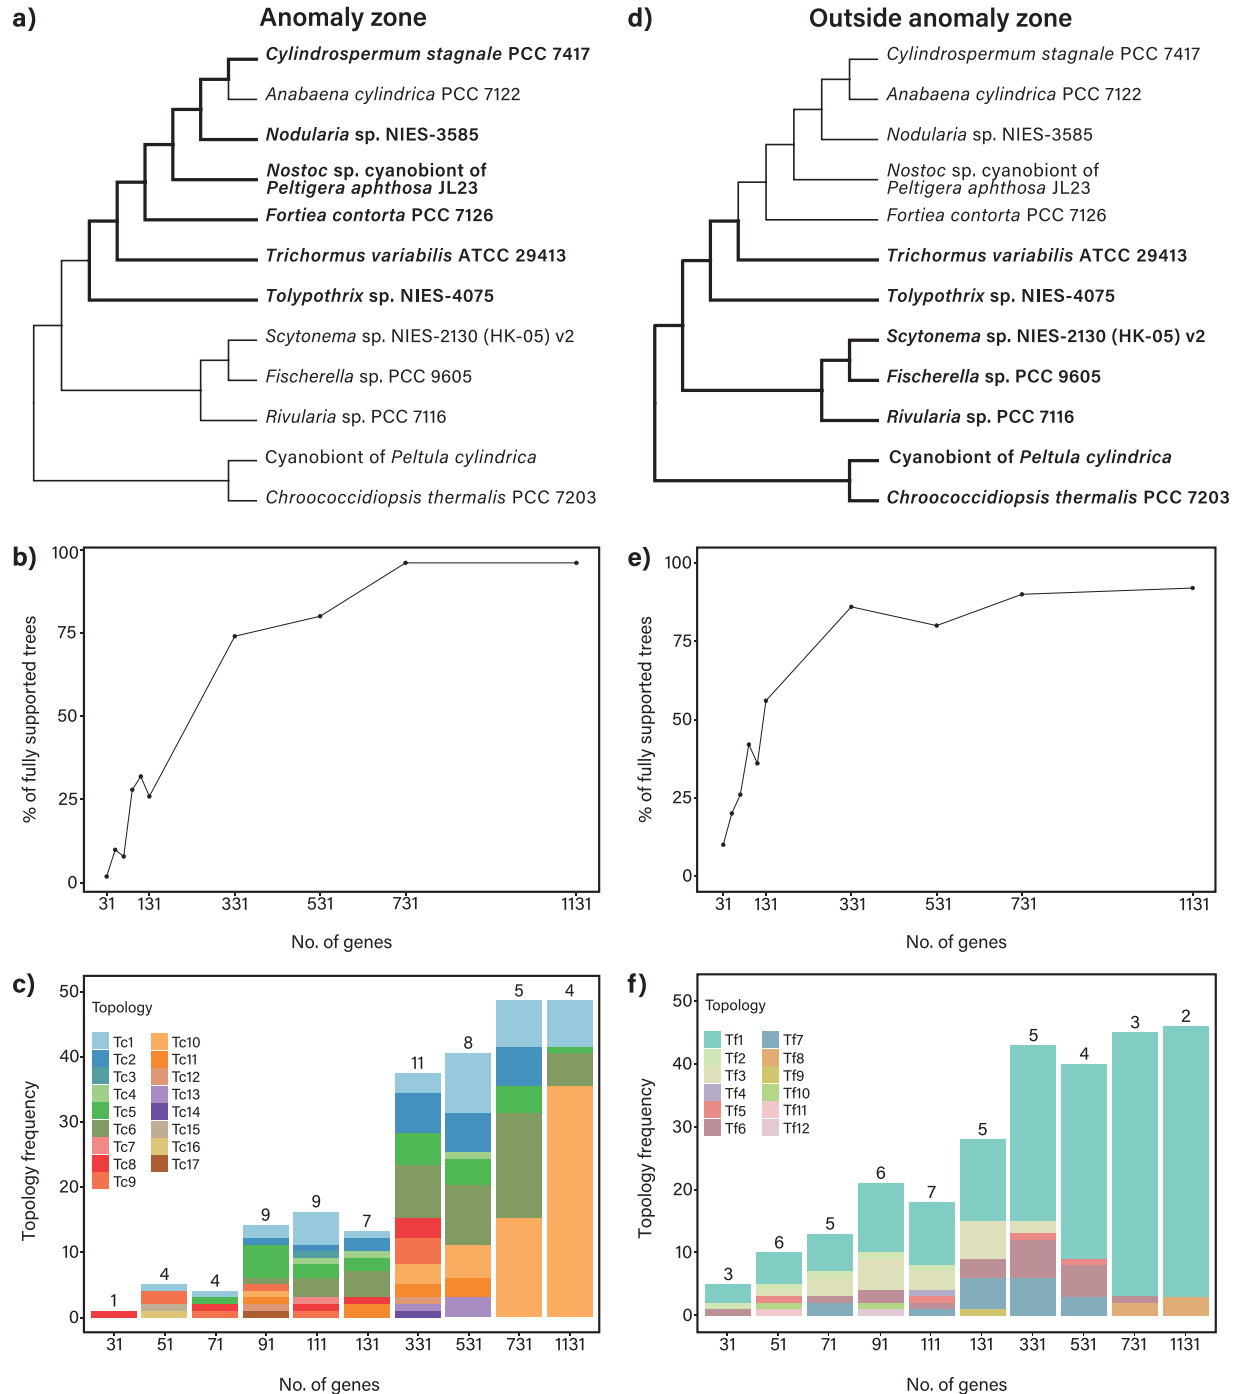 a)
Anomaly zone
Cylindrospermum stagnale PCC 7417
Anabaena cylindrica PCC 7122
Nodularia sp. NIES-3585
Nostoc sp. cyanobiont of
Peltigera aphthosa JL23
Fortiea contorta PCC 7126
Trichormus variabilis ATCC 29413
Tolypothrix sp. NIES-4075
Scytonema sp. NIES-2130 (HK-05) v2
Fischerella sp. PCC 9605
Rivularia sp. PCC 7116
Cyanobiont of Peltula cylindrica
Chroococcidiopsis thermalis PCC 7203
d)
Outside anomaly zone
Cylindrospermum stagnale PCC 7417
Anabaena cylindrica PCC 7122
Nodularia sp. NIES-3585
Nostoc sp. cyanobiont of
Peltigera aphthosa JL23
Fortiea contorta PCC 7126
Trichormus variabilis ATCC 29413
Tolypothrix sp. NIES-4075
Scytonema sp. NIES-2130 (HK-05) v2
Fischerella sp. PCC 9605
Rivularia sp. PCC 7116
Cyanobiont of Peltula cylindrica
Chroococcidiopsis thermalis PCC 7203
b)
% of fully supported trees
100
75
50
25
0
31 131 331 531 731 1131
No. of genes
e)
% of fully supported trees
100
75
50
25
0
31 131 331 531 731 1131
No. of genes
c)
Topology frequency
50
40
30
20
10
0
Topology
Tc1 Tc10
Tc2 Tc11
Tc3 Tc12
Tc4 Tc13
Tc5 Tc14
Tc6 Tc15
Tc7 Tc16
Tc8 Tc17
Tc9
1 4 4 9 9 7 11 8 5 4
31 51 71 91 111 131 331 531 731 1131
No. of genes
f)
Topology frequency
50
40
30
20
10
0
Topology
Tf1 Tf7
Tf2 Tf8
Tf3 Tf9
Tf4 Tf10
Tf5 Tf11
Tf6 Tf12
3 6 5 6 7 5 5 4 3 2
31 51 71 91 111 131 331 531 731 1131
No. of genes